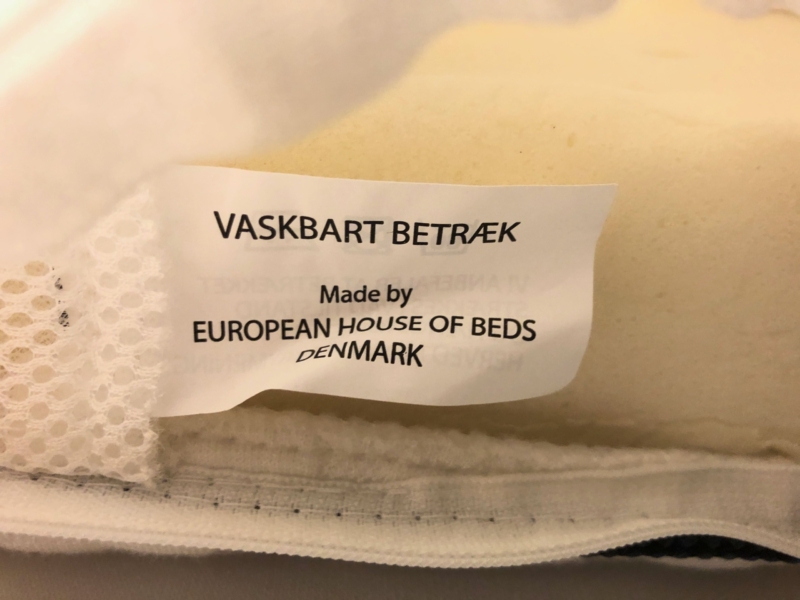 VASKBART BETRÆK
Made by
EUROPEAN HOUSE OF BEDS
DENMARK